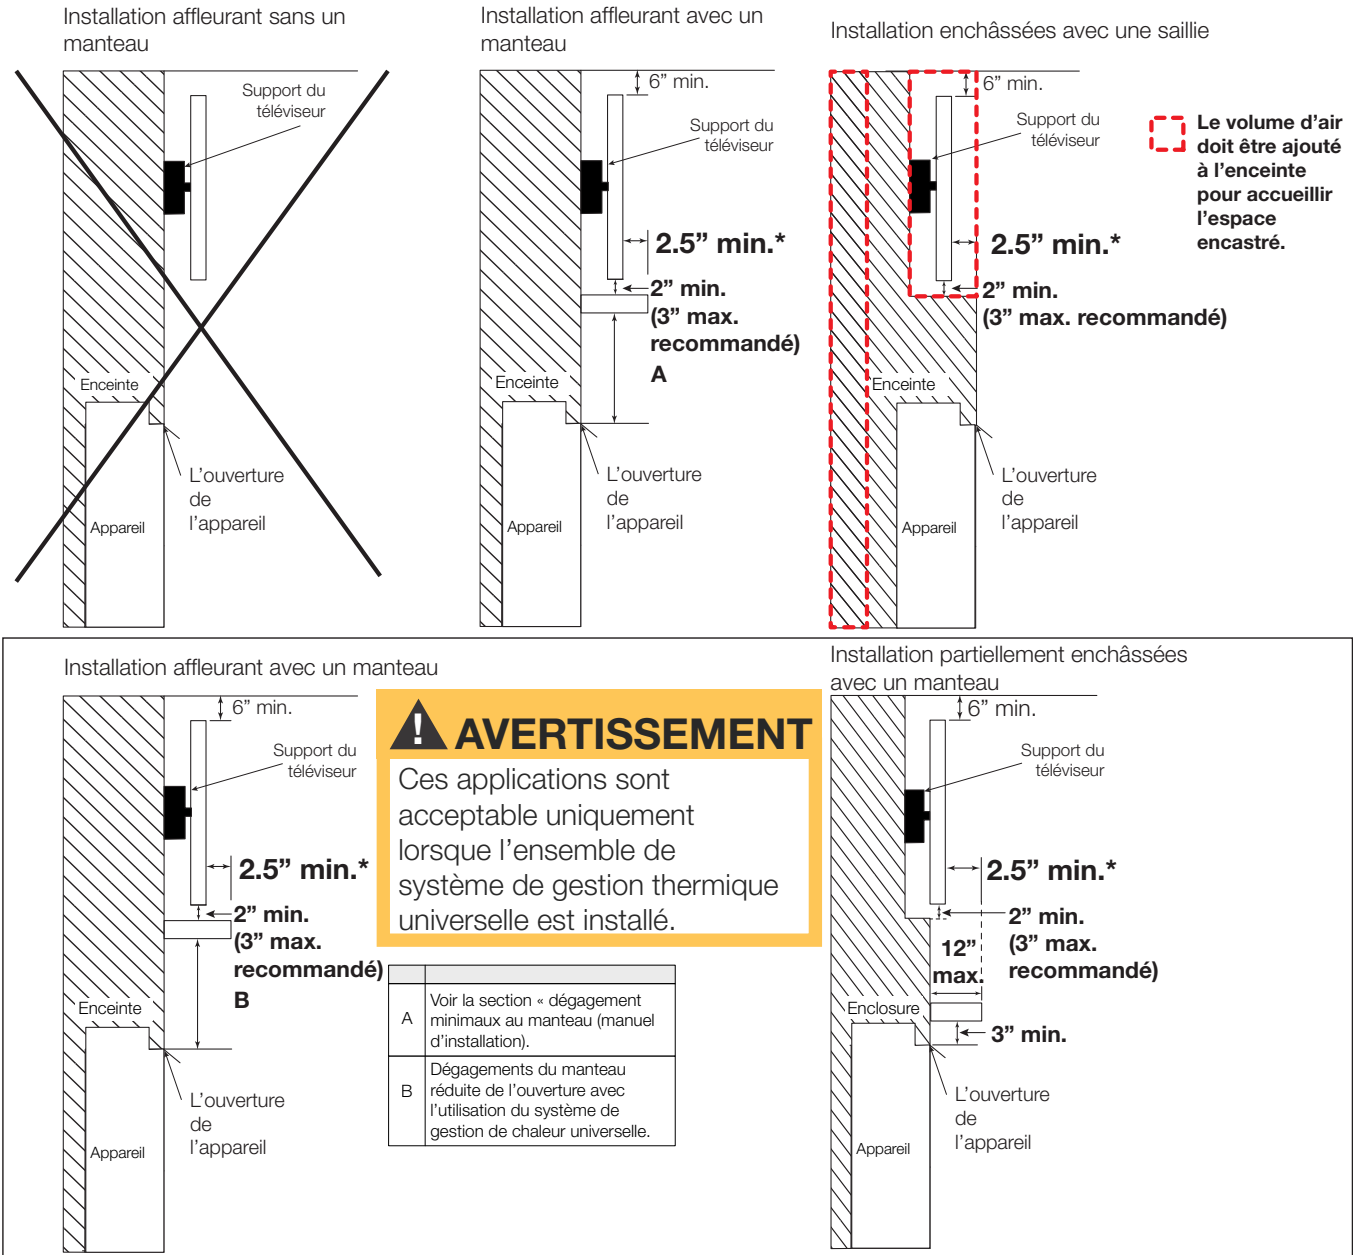 Installation affleurant sans un
manteau
Support du
téléviseur
Enceinte
L'ouverture
de
l'appareil
Appareil
Installation affleurant avec un
manteau
6” min.
Support du
téléviseur
2.5” min.*
2” min.
(3” max.
recommandé)
A
Enceinte
L'ouverture
de
l'appareil
Appareil
Installation enchâssées avec une saillie
6” min.
Support du
téléviseur
2.5” min.*
2” min.
(3” max. recommandé)
Enceinte
L'ouverture
de
l'appareil
Appareil
Le volume d’air
doit être ajouté
à l’enceinte
pour accueillir
l’espace
encastré.
Installation affleurant avec un manteau
6” min.
Support du
téléviseur
2.5” min.*
2” min.
(3” max.
recommandé)
B
Enceinte
L'ouverture
de
l'appareil
Appareil
! AVERTISSEMENT
Ces applications sont
acceptable uniquement
lorsque l'ensemble de
système de gestion thermique
universelle est installé.
A
Voir la section « dégagement
minimaux au manteau (manuel
d’installation).
B
Dégagements du manteau
réduite de l’ouverture avec
l’utilisation du système de
gestion de chaleur universelle.
Installation partiellement enchâssées
avec un manteau
6” min.
Support du
téléviseur
2.5” min.*
2” min.
(3” max.
recommandé)
12”
max.
Enclosure
3” min.
L'ouverture
de
l'appareil
Appareil